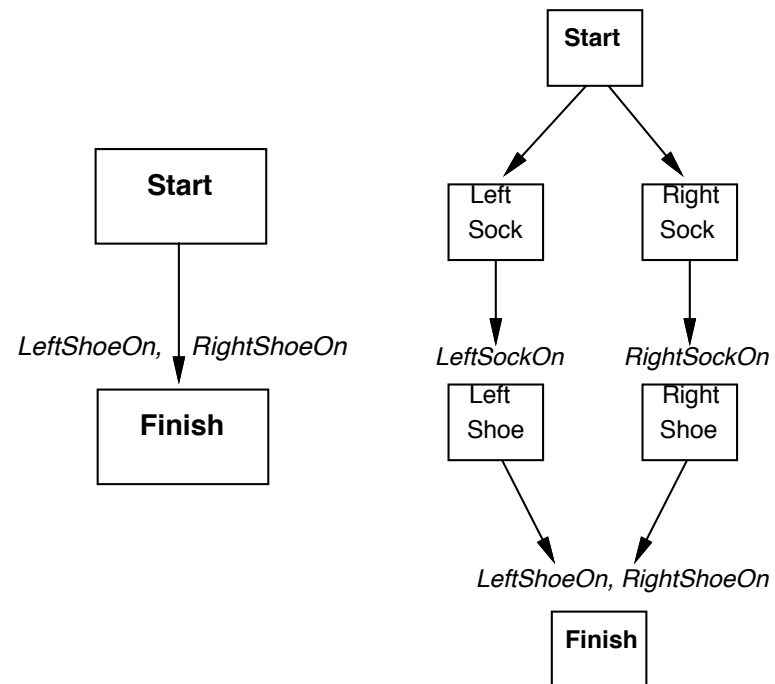 Start
LeftShoeOn, RightShoeOn
Finish
Start
Left Right
Sock Sock
LeftSockOn RightSockOn
Left Right
Shoe Shoe
LeftShoeOn, RightShoeOn
Finish